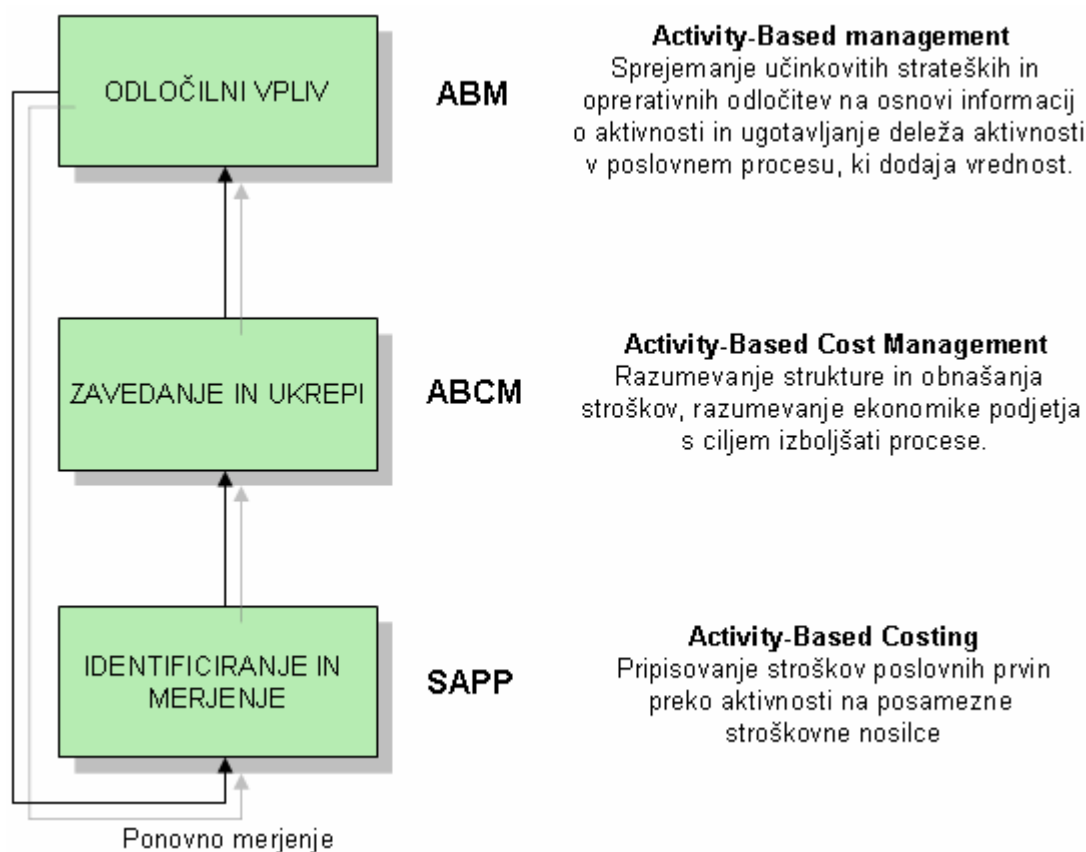 ODLOČILNI VPLIV
ABM
Activity-Based management
Sprejemanje učinkovitih strateških in
oprerativnih odločitev na osnovi informacij
o aktivnosti in ugotavljanje deleža aktivnosti
v poslovnem procesu, ki dodaja vrednost.
ZAVEDANJE IN UKREPI
ABCM
Activity-Based Cost Management
Razumevanje strukture in obnašanja
stroškov, razumevanje ekonomike podjetja
s ciljem izboljšati procese.
IDENTIFICIRANJE IN
MERJENJE
SAPP
Activity-Based Costing
Pripisovanje stroškov poslovnih prvin
preko aktivnosti na posamezne
stroškovne nosilce
Ponovno merjenje